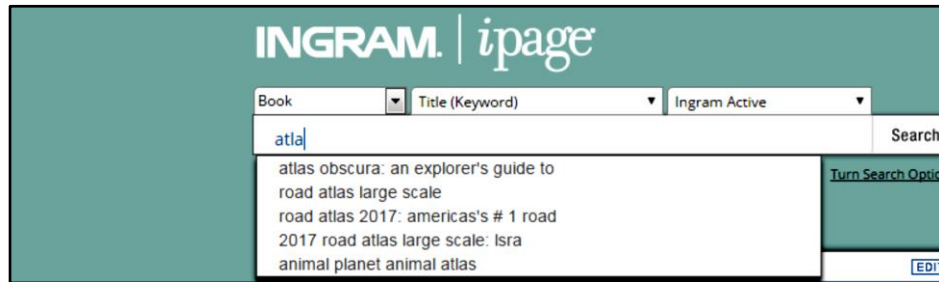 INGRAM. | ipage
Book Title (Keyword) Ingram Active
atla Search
atlas obscura: an explorer's guide to
Turn Search Optio
road atlas large scale
road atlas 2017: americas's # 1 road
2017 road atlas large scale: lsra
animal planet animal atlas
EDI